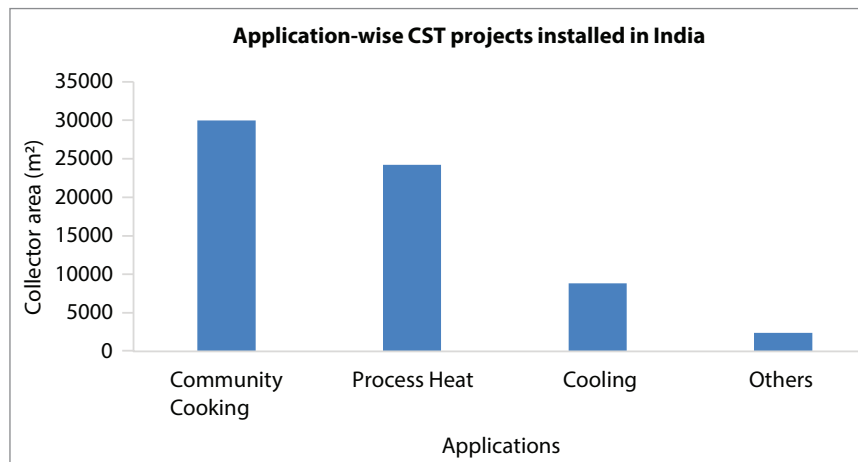 Application-wise CST projects installed in India
Collector area (m²)
35000
30000
25000
20000
15000
10000
5000
0
Community
Cooking
Process Heat
Cooling
Others
Applications